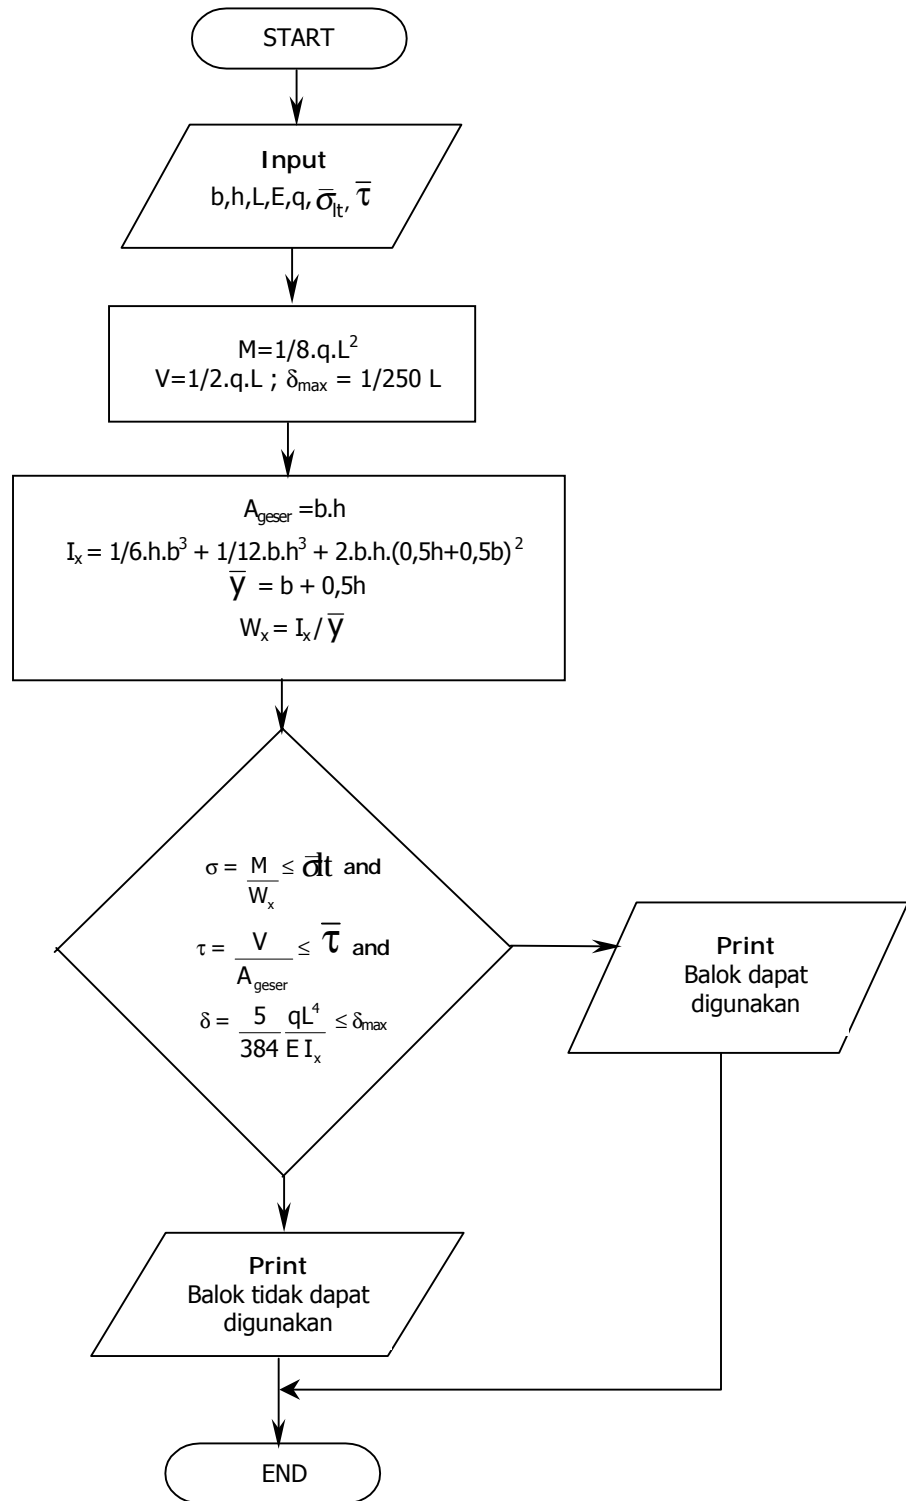 START
Input
b,h,L,E,q, σ̅lt, τ̅
M=1/8.q.L²
V=1/2.q.L ; δmax = 1/250 L
Ageser =b.h
Ix = 1/6.h.b³ + 1/12.b.h³ + 2.b.h.(0,5h+0,5b)²
y̅ = b + 0,5h
Wx = Ix / y̅
σ = M/Wx ≤ σ̅lt and
τ = V/Ageser ≤ τ̅ and
δ = 5/384 qL⁴/E Ix ≤ δmax
Print
Balok dapat
digunakan
Print
Balok tidak dapat
digunakan
END